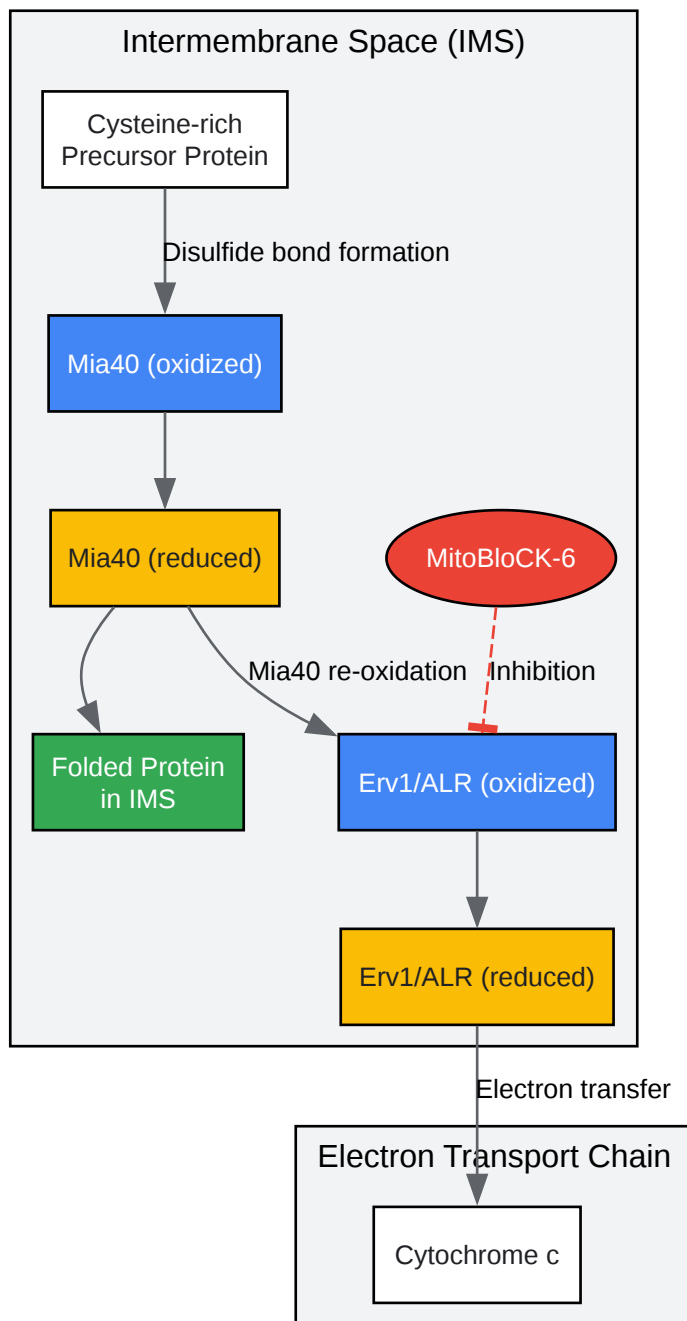 Intermembrane Space (IMS)
Cysteine-rich
Precursor Protein
Disulfide bond formation
Mia40 (oxidized)
Mia40 (reduced)
MitoBloCK-6
Mia40 re-oxidation
Inhibition
Folded Protein
in IMS
Erv1/ALR (oxidized)
Erv1/ALR (reduced)
Electron transfer
Electron Transport Chain
Cytochrome c